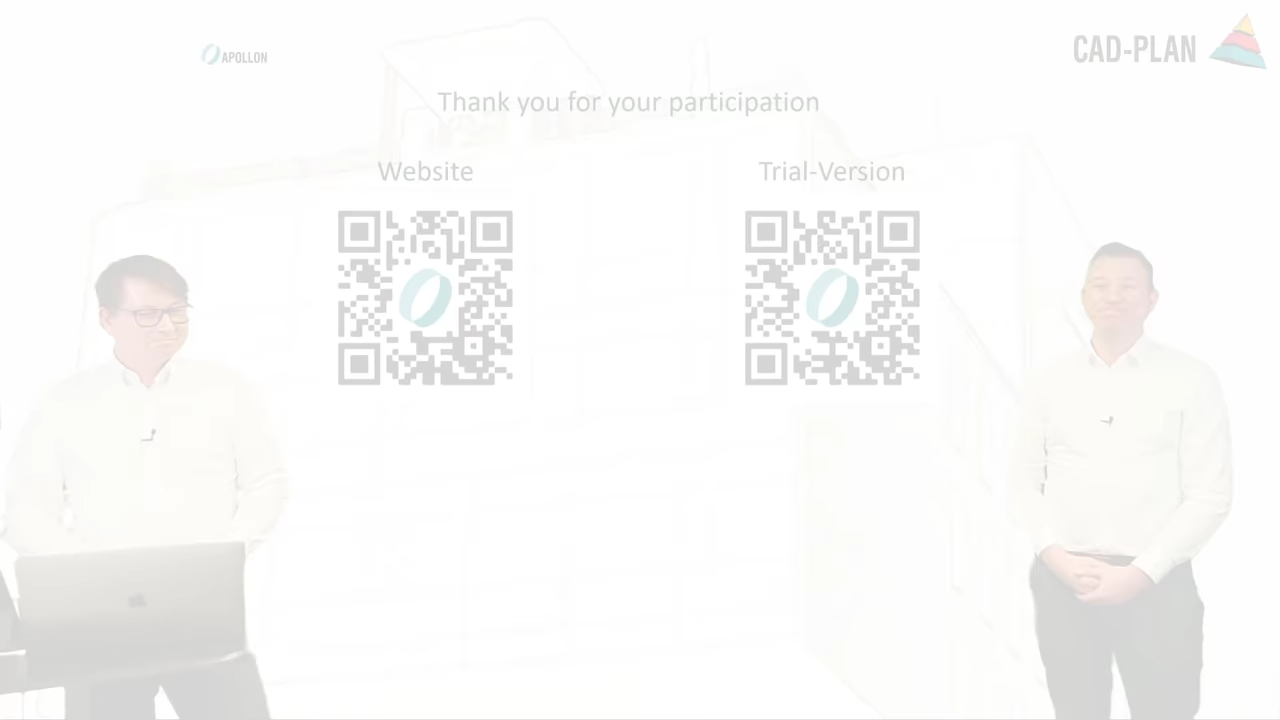 APOLLON
CAD-PLAN
Thank you for your participation
Website
Trial-Version